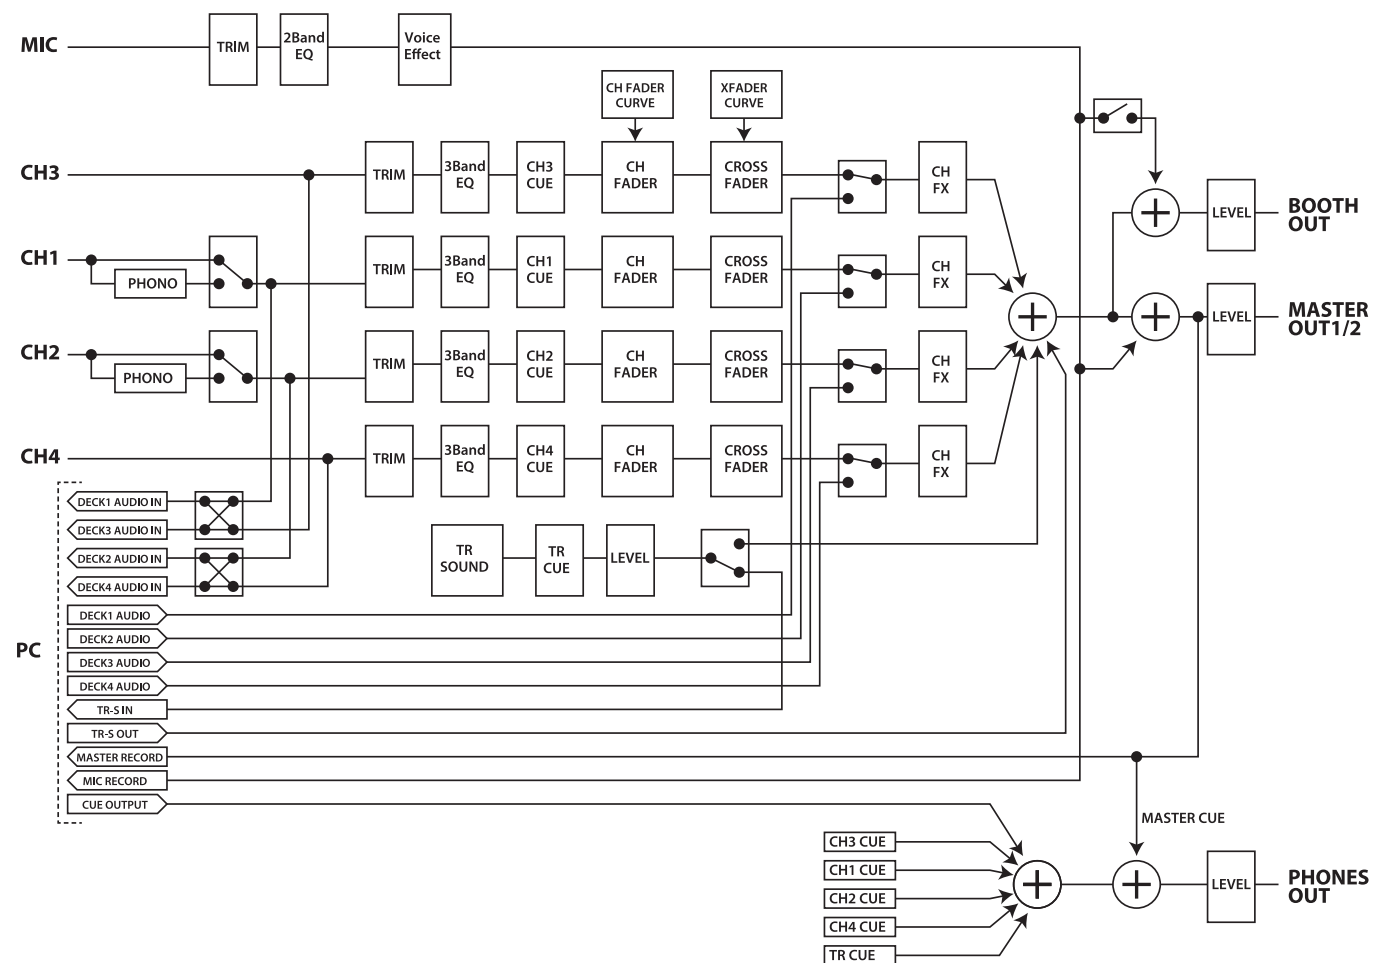 MIC
TRIM
2Band
EQ
Voice
Effect
CH FADER
CURVE
XFADER
CURVE
CH3
TRIM
3Band
EQ
CH3
CUE
CH
FADER
CROSS
FADER
CH
FX
LEVEL
BOOTH
OUT
CH1
PHONO
TRIM
3Band
EQ
CH1
CUE
CH
FADER
CROSS
FADER
CH
FX
LEVEL
MASTER
OUT1/2
CH2
PHONO
TRIM
3Band
EQ
CH2
CUE
CH
FADER
CROSS
FADER
CH
FX
CH4
TRIM
3Band
EQ
CH4
CUE
CH
FADER
CROSS
FADER
CH
FX
PC
DECK1 AUDIO IN
DECK3 AUDIO IN
DECK2 AUDIO IN
DECK4 AUDIO IN
TR
SOUND
TR
CUE
LEVEL
DECK1 AUDIO
DECK2 AUDIO
DECK3 AUDIO
DECK4 AUDIO
TR-S IN
TR-S OUT
MASTER RECORD
MIC RECORD
CUE OUTPUT
MASTER CUE
CH3 CUE
CH1 CUE
CH2 CUE
CH4 CUE
TR CUE
LEVEL
PHONES
OUT